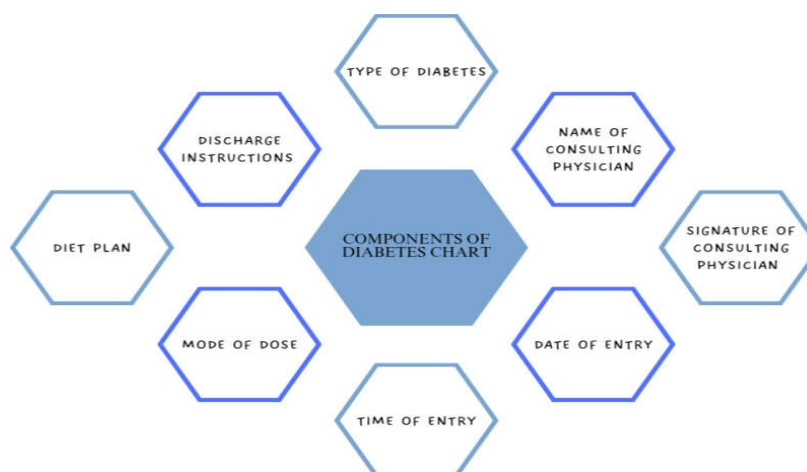 TYPE OF DIABETES
DISCHARGE
INSTRUCTIONS
NAME OF
CONSULTING
PHYSICIAN
DIET PLAN
COMPONENTS OF
DIABETES CHART
SIGNATURE OF
CONSULTING
PHYSICIAN
MODE OF DOSE
DATE OF ENTRY
TIME OF ENTRY